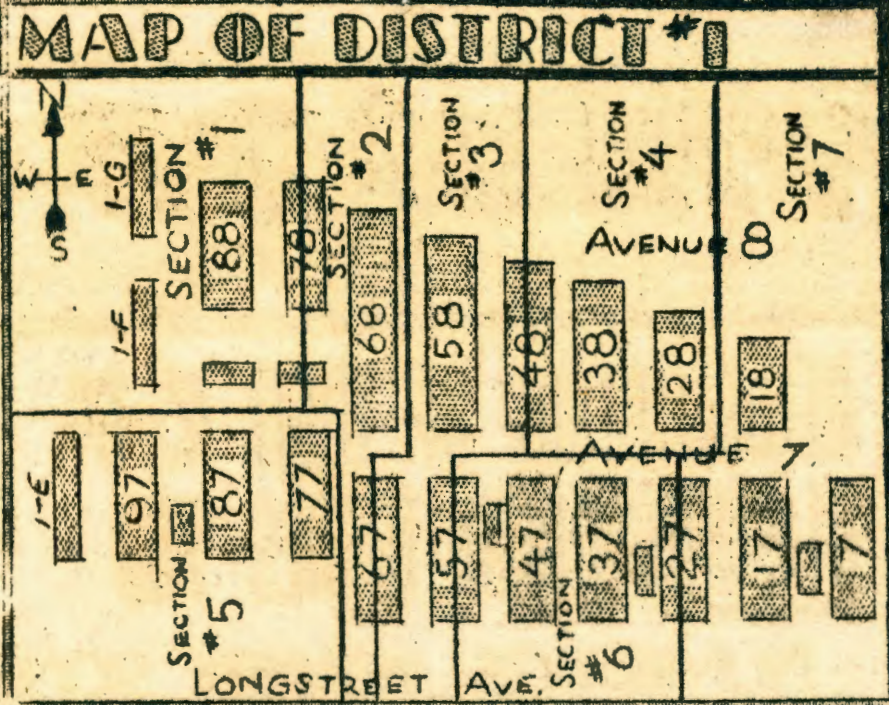 MAP OF DISTRICT #1
N
W E
S
1-G
SECTION #1
88
78
SECTION #2
68
SECTION #3
58
48
SECTION #4
38
28
AVENUE 8
SECTION #7
18
1-F
AVENUE 7
1-E
97
87
77
67
57
47
37
27
17
7
SECTION #5
SECTION #6
LONGSTREET AVE.